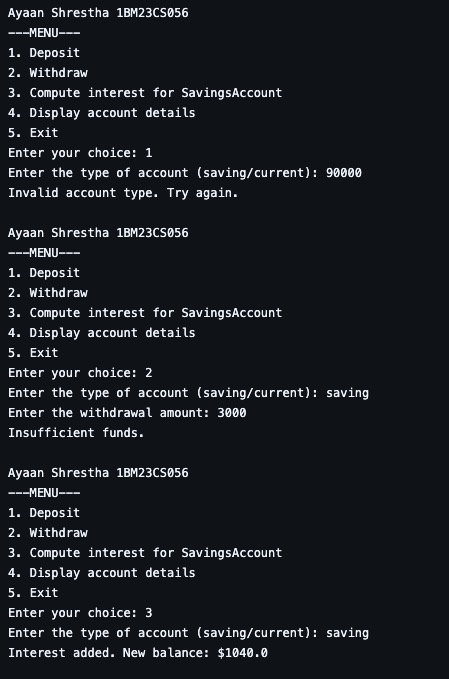 Ayaan Shrestha 1BM23CS056
---MENU---
1. Deposit
2. Withdraw
3. Compute interest for SavingsAccount
4. Display account details
5. Exit
Enter your choice: 1
Enter the type of account (saving/current): 90000
Invalid account type. Try again.

Ayaan Shrestha 1BM23CS056
---MENU---
1. Deposit
2. Withdraw
3. Compute interest for SavingsAccount
4. Display account details
5. Exit
Enter your choice: 2
Enter the type of account (saving/current): saving
Enter the withdrawal amount: 3000
Insufficient funds.

Ayaan Shrestha 1BM23CS056
---MENU---
1. Deposit
2. Withdraw
3. Compute interest for SavingsAccount
4. Display account details
5. Exit
Enter your choice: 3
Enter the type of account (saving/current): saving
Interest added. New balance: $1040.0